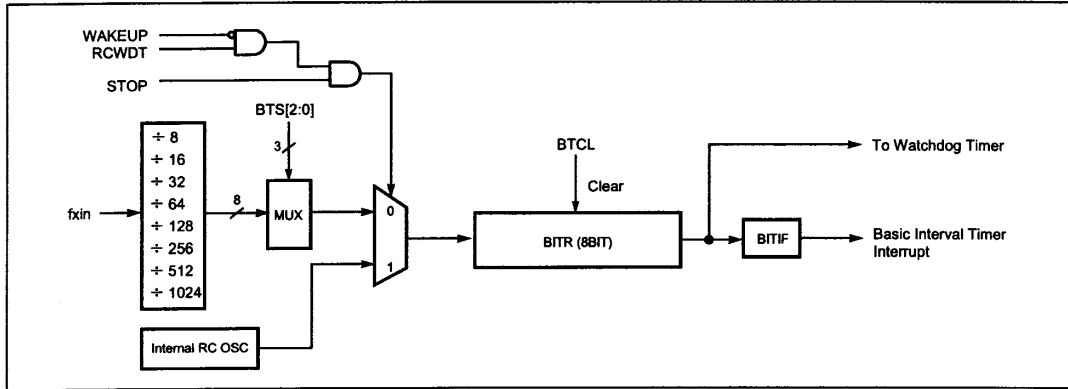 WAKEUP
RCWDT
STOP
BTS[2:0]
3
÷ 8
÷ 16
÷ 32
÷ 64
÷ 128
÷ 256
÷ 512
÷ 1024
fxin
8
MUX
0
1
Internal RC OSC
BTCL
Clear
BITR (8BIT)
To Watchdog Timer
BITIF
Basic Interval Timer
Interrupt